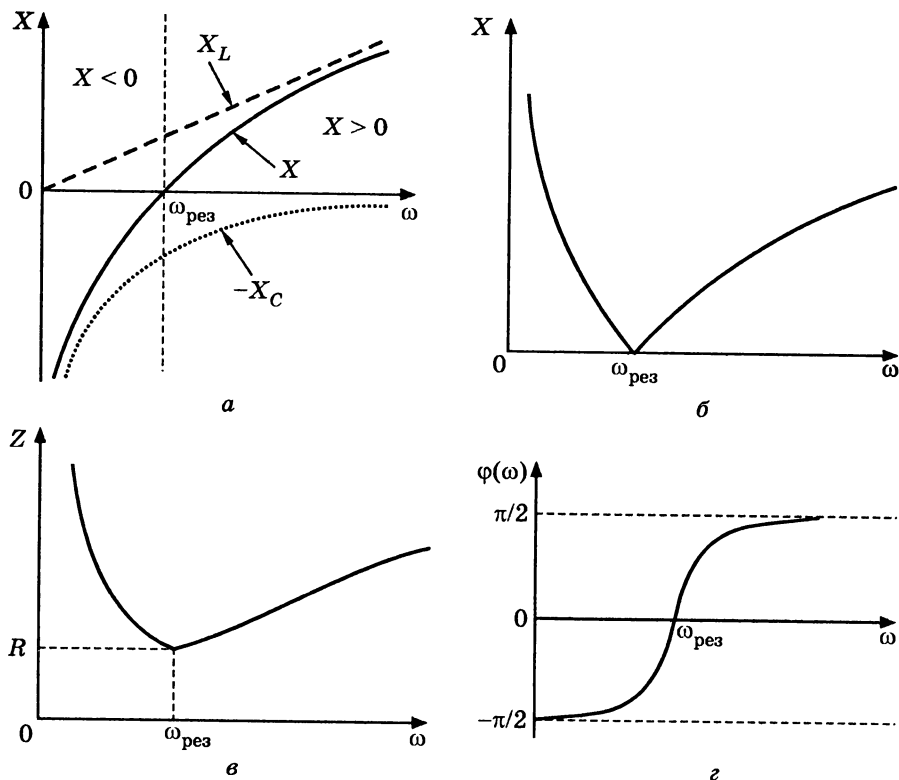 X
X_L
X < 0
X > 0
X
0
ω_рез
ω
–X_C
а
X
0
ω_рез
ω
б
Z
R
0
ω_рез
ω
в
φ(ω)
π/2
0
ω_рез
ω
–π/2
г